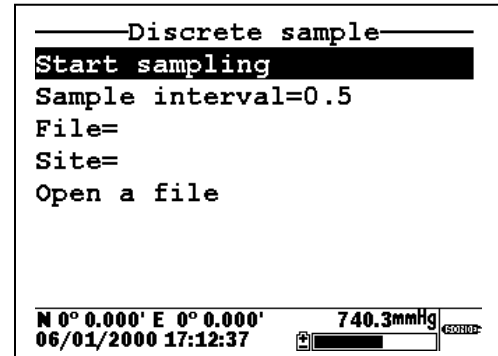 Discrete sample
Start sampling
Sample interval=0.5
File=
Site=
Open a file
N 0° 0.000' E 0° 0.000' 740.3mmHg
06/01/2000 17:12:37 SONDE